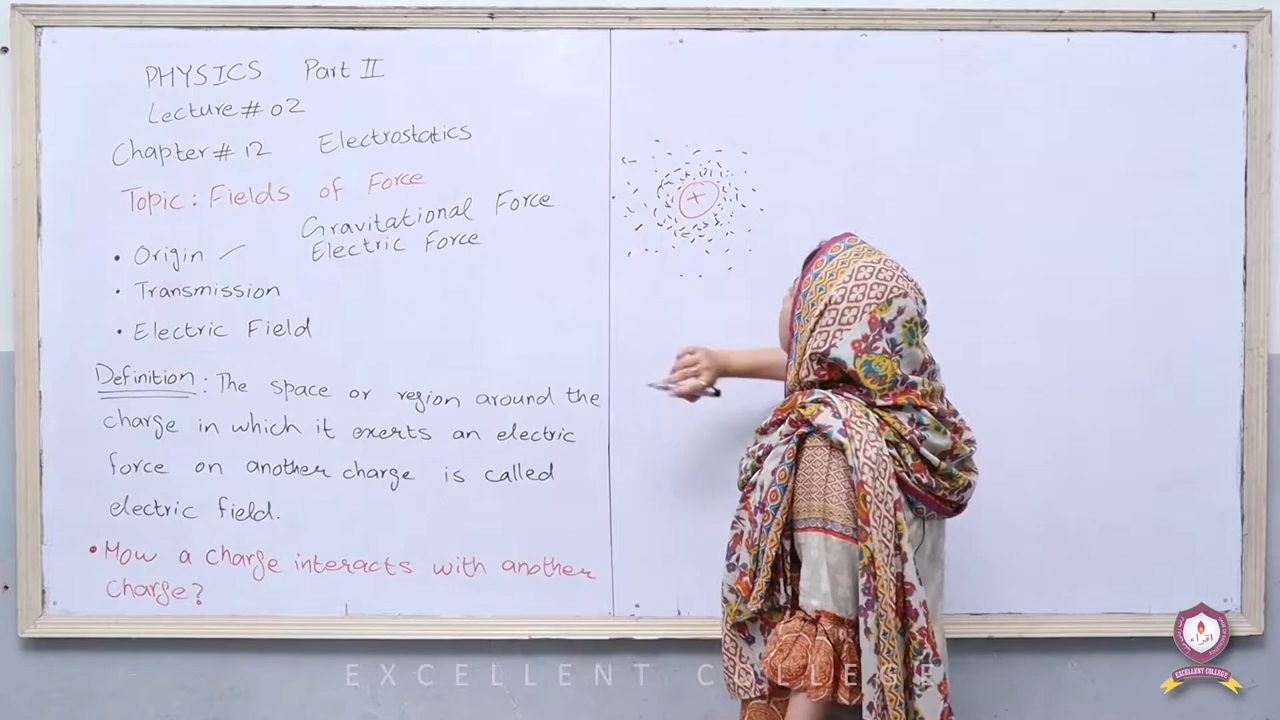 PHYSICS Part II
Lecture# 02
Chapter# 12 Electrostatics
Topic: Fields of Force
Gravitational Force
• Origin ✓ Electric Force
• Transmission
• Electric Field
Definition: The space or region around the
charge in which it exerts an electric
force on another charge is called
electric field.
• How a charge interacts with another
charge?
+
EXCELLENT COLLEGE
اقراء
EXCELLENT COLLEGE